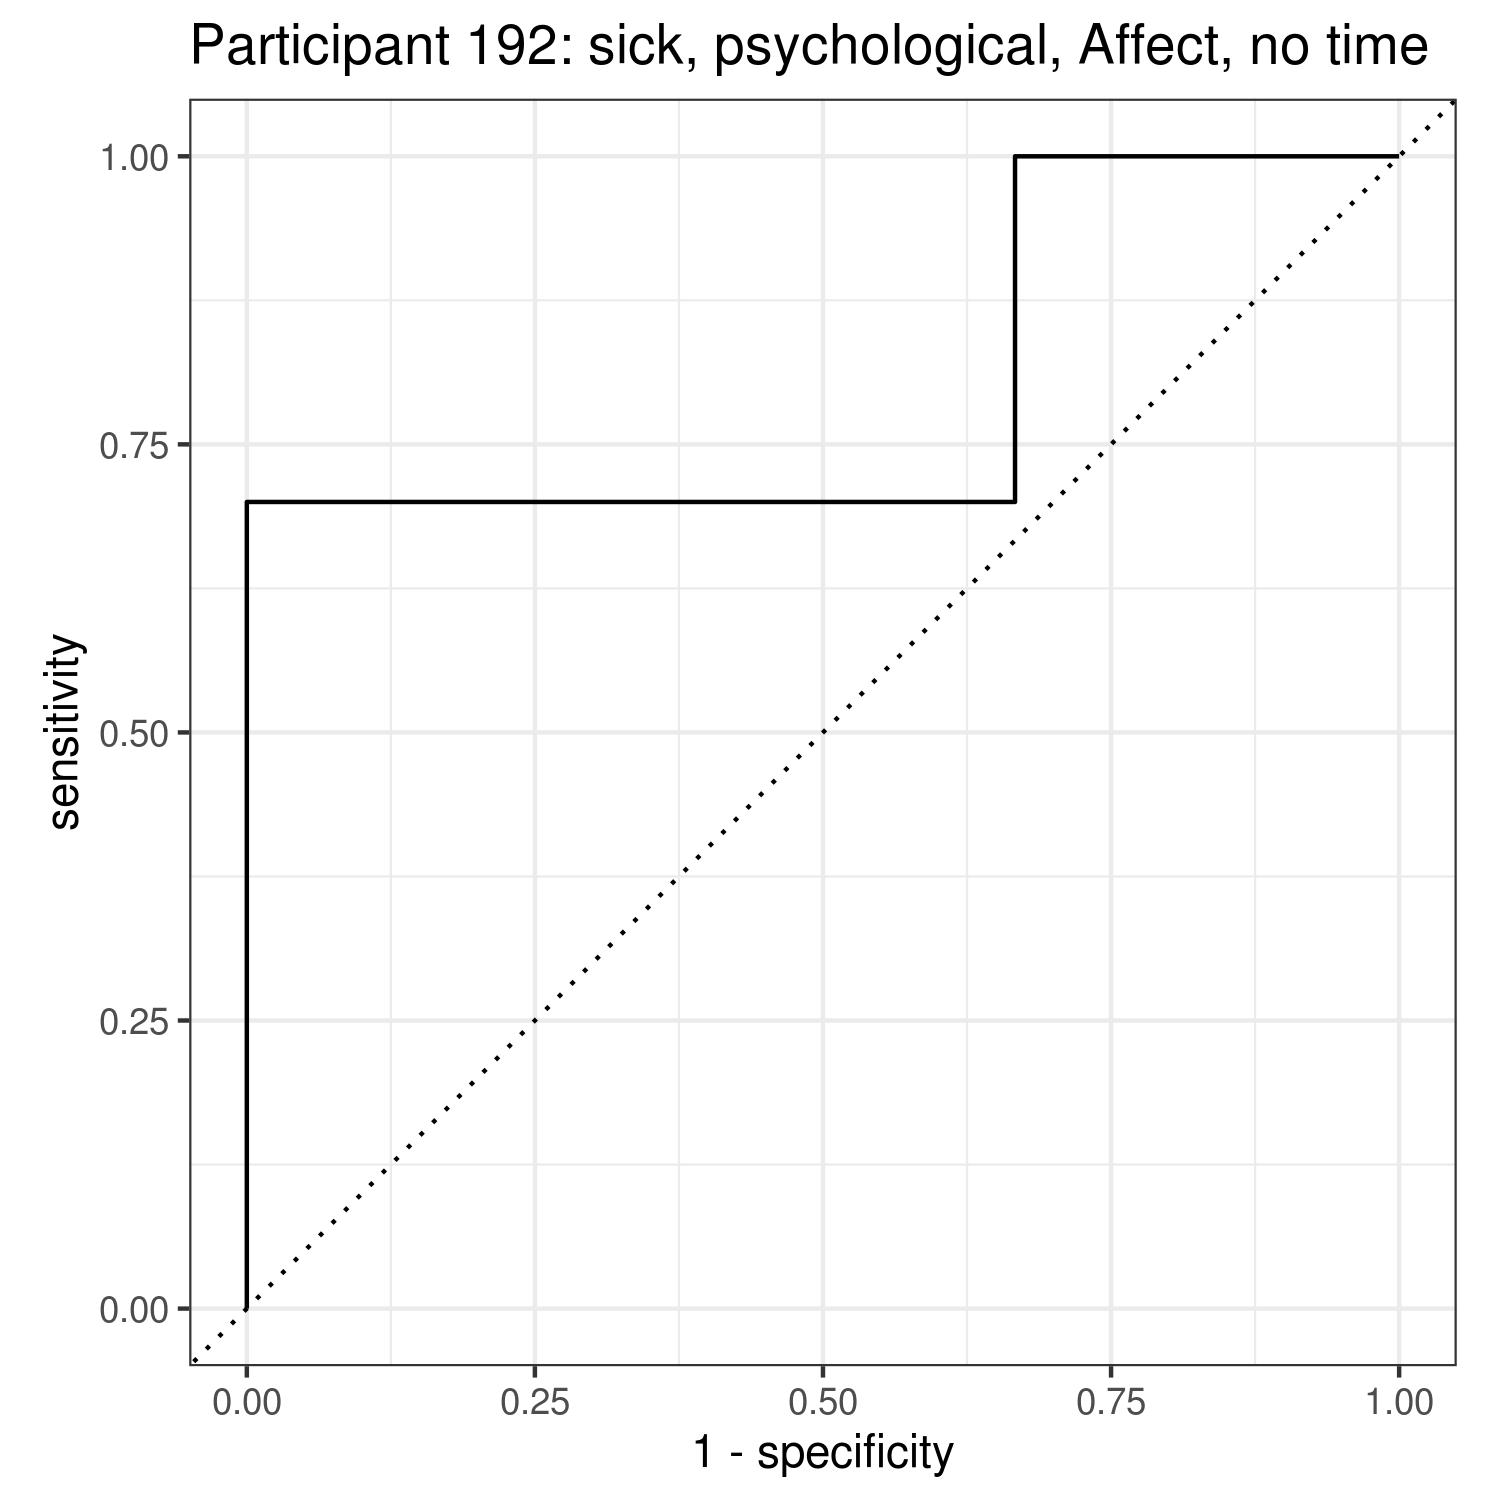 Participant 192: sick, psychological, Affect, no time
1.00
0.75
0.50
0.25
0.00
sensitivity
0.00 0.25 0.50 0.75 1.00
1 - specificity